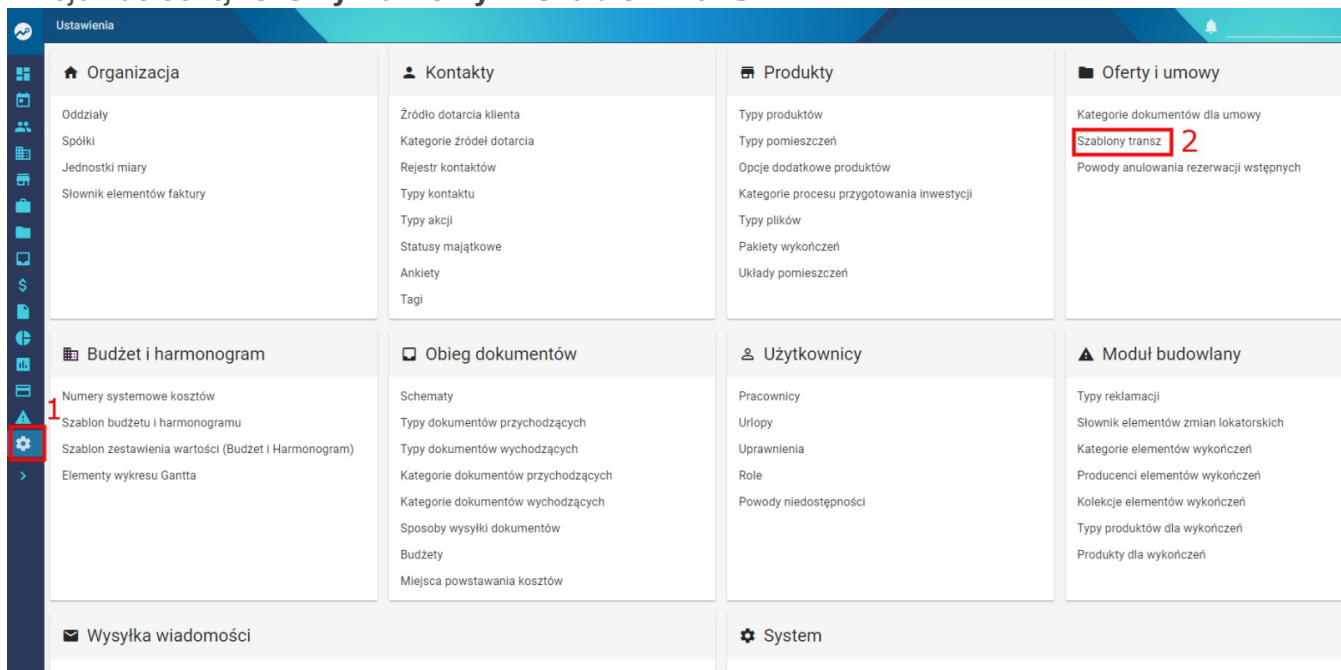 Ustawienia
Organizacja
Oddziały
Spółki
Jednostki miary
Słownik elementów faktury
Kontakty
Źródło dotarcia klienta
Kategorie źródeł dotarcia
Rejestr kontaktów
Typy kontaktu
Typy akcji
Statusy majątkowe
Ankiety
Tagi
Produkty
Typy produktów
Typy pomieszczeń
Opcje dodatkowe produktów
Kategorie procesu przygotowania inwestycji
Typy plików
Pakiety wykończeń
Układy pomieszczeń
Oferty i umowy
Kategorie dokumentów dla umowy
Szablony transz 2
Powody anulowania rezerwacji wstępnych
Budżet i harmonogram
Numery systemowe kosztów
1
Szablon budżetu i harmonogramu
Szablon zestawienia wartości (Budżet i Harmonogram)
Elementy wykresu Gantta
Obieg dokumentów
Schematy
Typy dokumentów przychodzących
Typy dokumentów wychodzących
Kategorie dokumentów przychodzących
Kategorie dokumentów wychodzących
Sposoby wysyłki dokumentów
Budżety
Miejsca powstawania kosztów
Użytkownicy
Pracownicy
Urlopy
Uprawnienia
Role
Powody niedostępności
Moduł budowlany
Typy reklamacji
Słownik elementów zmian lokatorskich
Kategorie elementów wykończeń
Producenci elementów wykończeń
Kolekcje elementów wykończeń
Typy produktów dla wykończeń
Produkty dla wykończeń
Wysyłka wiadomości
System